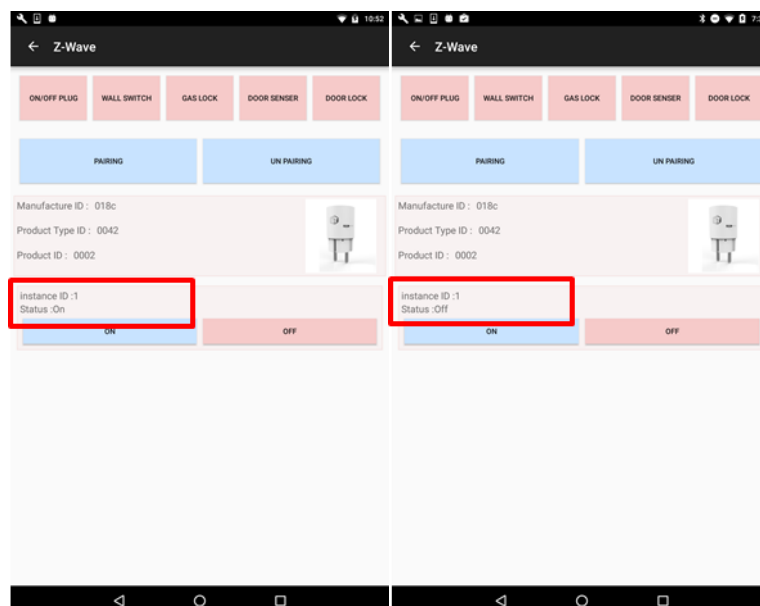 10:52
Z-Wave
ON/OFF PLUG WALL SWITCH GAS LOCK DOOR SENSER DOOR LOCK
PAIRING UN PAIRING
Manufacture ID : 018c
Product Type ID : 0042
Product ID : 0002
instance ID :1
Status :On
ON OFF
Z-Wave
ON/OFF PLUG WALL SWITCH GAS LOCK DOOR SENSER DOOR LOCK
PAIRING UN PAIRING
Manufacture ID : 018c
Product Type ID : 0042
Product ID : 0002
instance ID :1
Status :Off
ON OFF